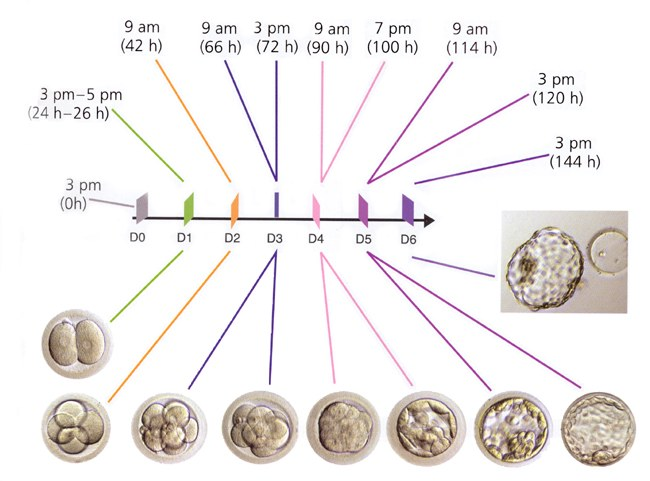 9 am
(42 h)
9 am
(66 h)
3 pm
(72 h)
9 am
(90 h)
7 pm
(100 h)
9 am
(114 h)
3 pm–5 pm
(24 h–26 h)
3 pm
(120 h)
3 pm
(144 h)
3 pm
(0h)
D0 D1 D2 D3 D4 D5 D6